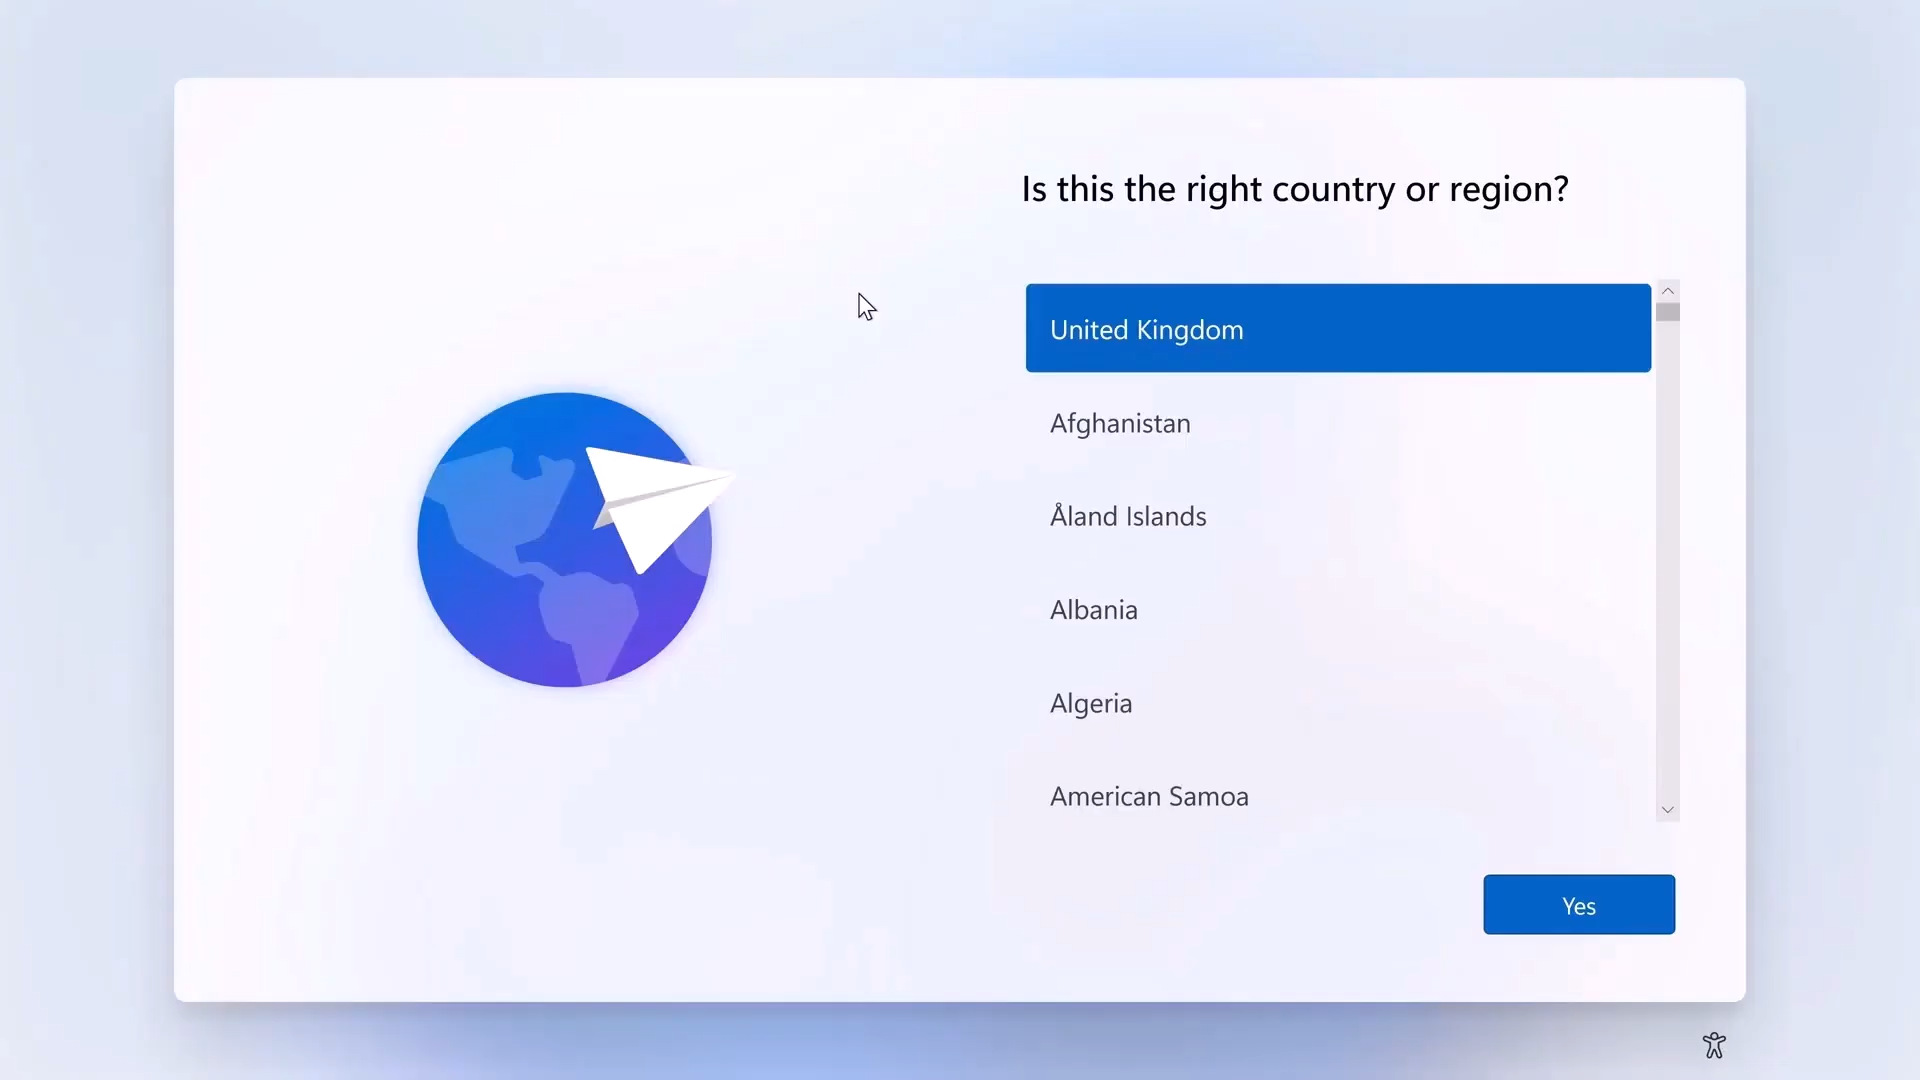 Is this the right country or region?
United Kingdom
Afghanistan
Åland Islands
Albania
Algeria
American Samoa
Yes